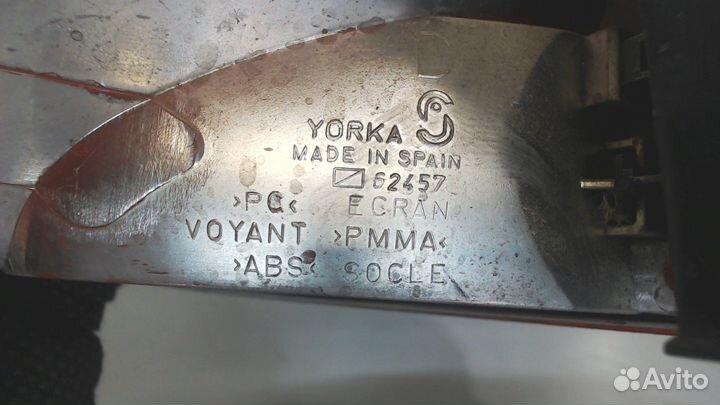 YORKA
MADE IN SPAIN
62457
>PC< ECRAN
VOYANT >PMMA<
>ABS< SOCLE
Avito